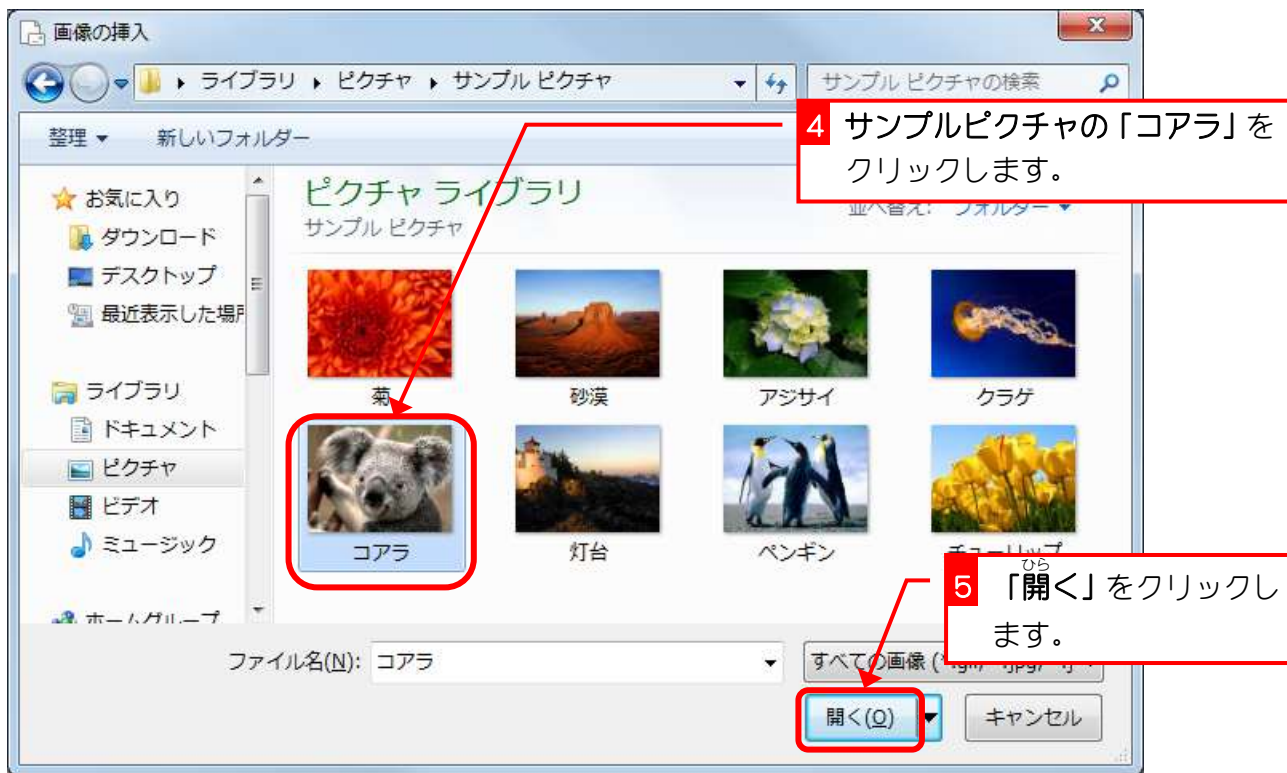 画像の挿入
ライブラリ ▸ ピクチャ ▸ サンプル ピクチャ
サンプル ピクチャの検索
整理 新しいフォルダー
4 サンプルピクチャの「コアラ」を
クリックします。
お気に入り
ダウンロード
デスクトップ
最近表示した場所
ライブラリ
ドキュメント
ピクチャ
ビデオ
ミュージック
ホームグループ
ピクチャ ライブラリ
サンプル ピクチャ
並べ替え: フォルダー
菊 砂漠 アジサイ クラゲ
コアラ 灯台 ペンギン チューリップ
ひら
5 「開く」をクリックし
ます。
ファイル名(N): コアラ
すべての画像
開く(O) キャンセル